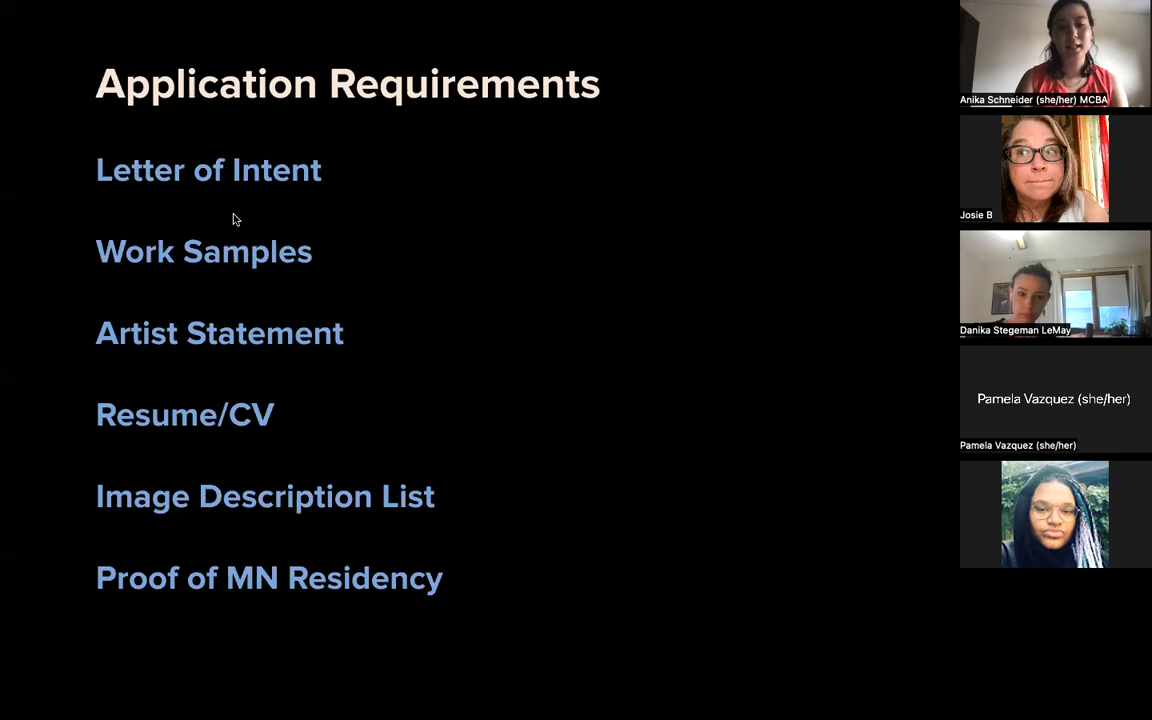 Application Requirements
Letter of Intent
Work Samples
Artist Statement
Resume/CV
Image Description List
Proof of MN Residency
Anika Schneider (she/her) MCBA
Josie B
Danika Stegeman LeMay
Pamela Vazquez (she/her)
Pamela Vazquez (she/her)